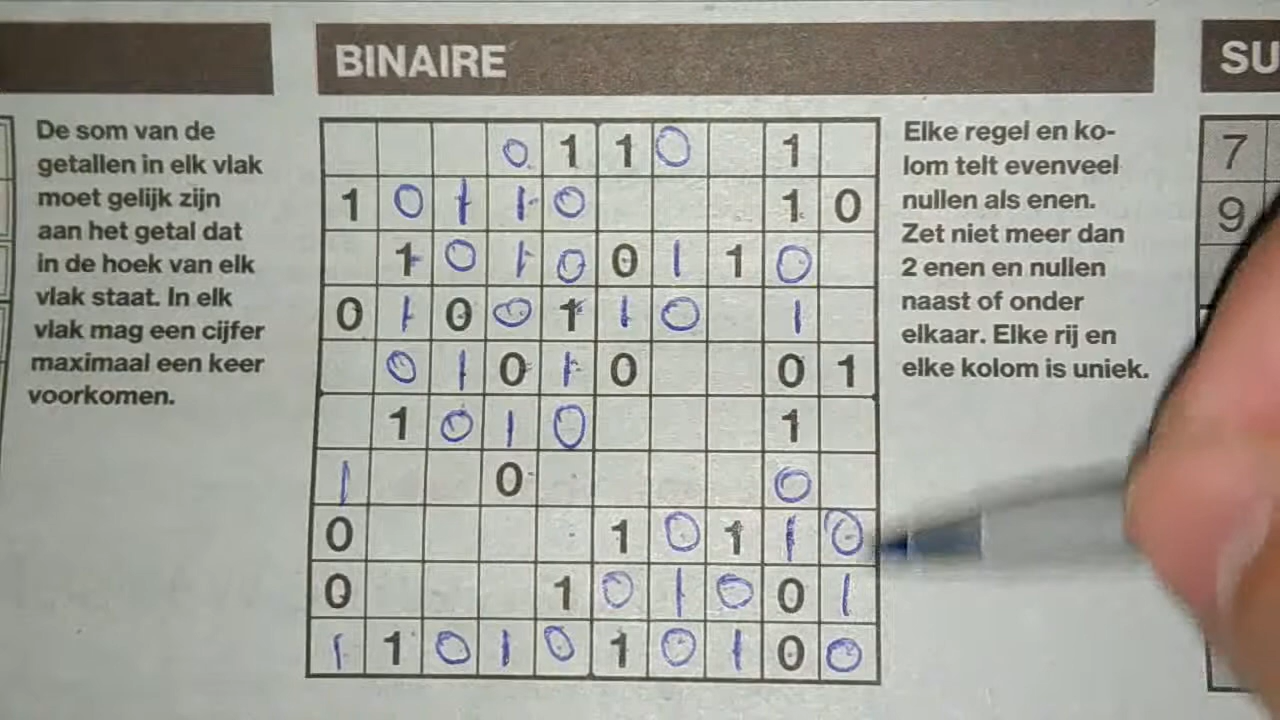 BINAIRE
SU
De som van de
getallen in elk vlak
moet gelijk zijn
aan het getal dat
in de hoek van elk
vlak staat. In elk
vlak mag een cijfer
maximaal een keer
voorkomen.
0 1 1 0 1
1 0 1 1 0 1 0
1 0 1 0 0 1 1 0
0 1 0 0 1 1 0 1
0 1 0 1 0 0 1
1 0 1 0 1
1 0 0
0 1 0 1 1 0
0 1 0 1 0 0 1
1 1 0 1 0 1 0 1 0 0
Elke regel en ko-
lom telt evenveel
nullen als enen.
Zet niet meer dan
2 enen en nullen
naast of onder
elkaar. Elke rij en
elke kolom is uniek.
7
9